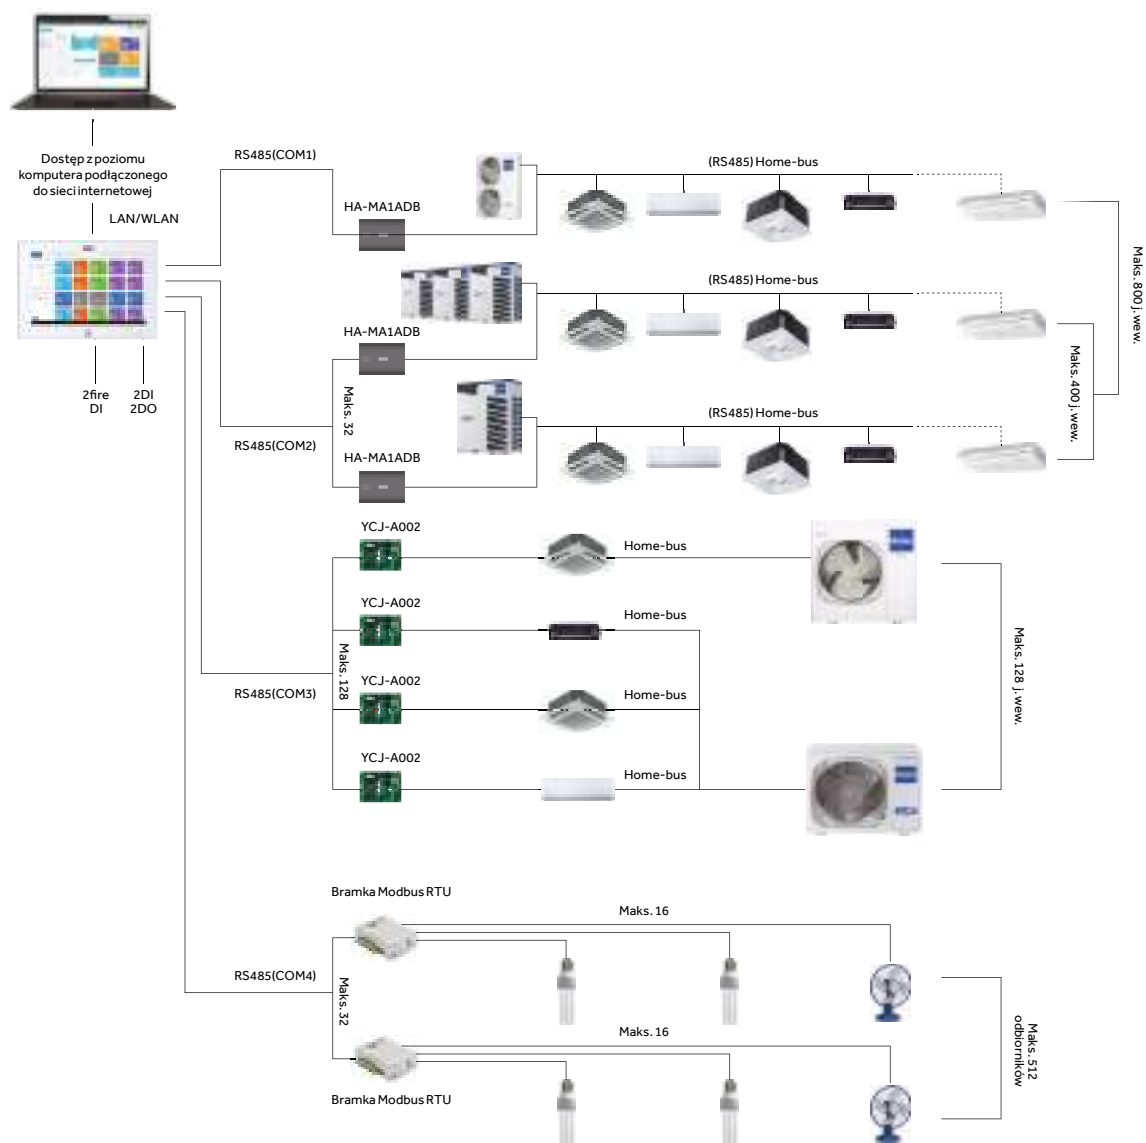 Dostęp z poziomu
komputera podłączonego
do sieci internetowej
LAN/WLAN
2fire
DI
2DI
2DO
RS485(COM1)
HA-MA1ADB
(RS485) Home-bus
Maks. 800 j. wew.
HA-MA1ADB
(RS485) Home-bus
Maks. 32
RS485(COM2)
HA-MA1ADB
(RS485) Home-bus
Maks. 400 j. wew.
YCJ-A002
Home-bus
YCJ-A002
Home-bus
Maks. 128
RS485(COM3)
YCJ-A002
Home-bus
YCJ-A002
Home-bus
Maks. 128 j. wew.
Bramka Modbus RTU
Maks. 16
RS485(COM4)
Maks. 32
Maks. 16
Bramka Modbus RTU
Maks. 512
odbiorników